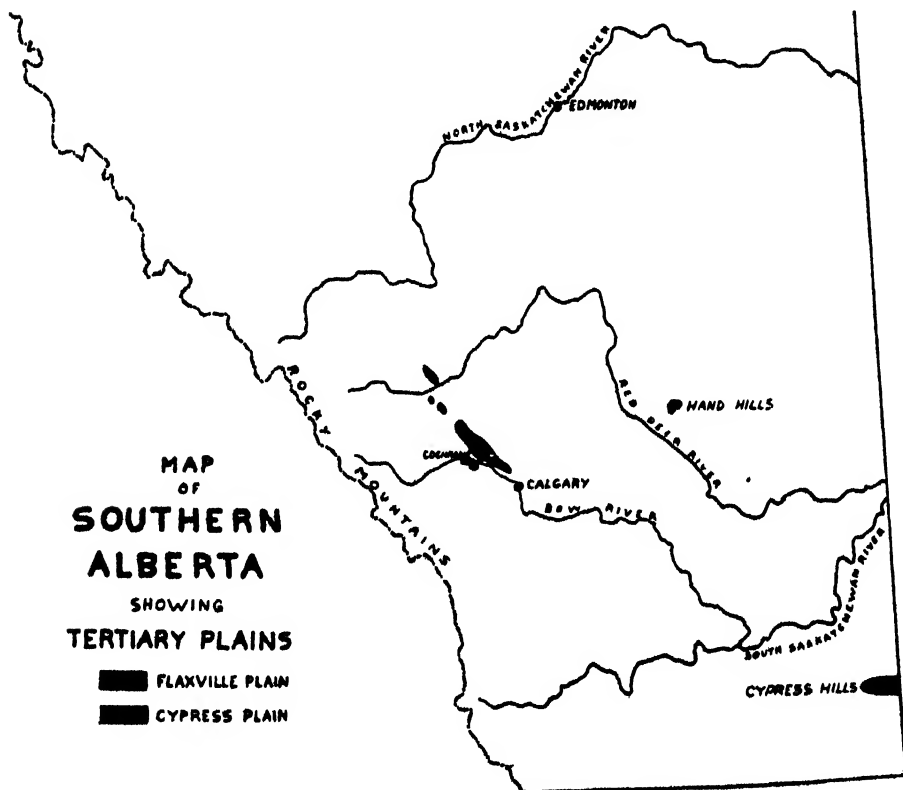 NORTH SASKATCHEWAN RIVER
EDMONTON
ROCKY MOUNTAINS
RED DEER RIVER
HAND HILLS
CALGARY
BOW RIVER
SOUTH SASKATCHEWAN RIVER
CYPRESS HILLS
MAP
OF
SOUTHERN
ALBERTA
SHOWING
TERTIARY PLAINS
FLAXVILLE PLAIN
CYPRESS PLAIN